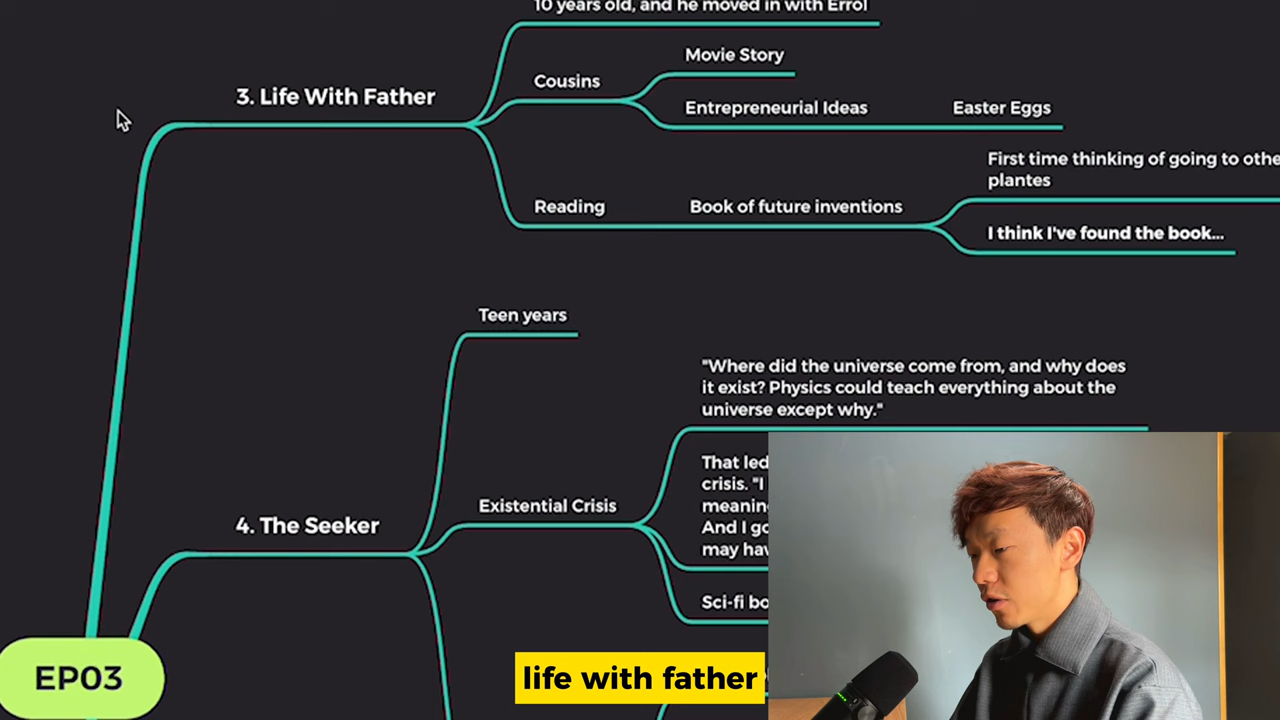 10 years old, and he moved in with Errol
Movie Story
Cousins
3. Life With Father
Entrepreneurial Ideas
Easter Eggs
First time thinking of going to othe
plantes
Reading
Book of future inventions
I think I've found the book...
Teen years
"Where did the universe come from, and why does
it exist? Physics could teach everything about the
universe except why."
That led
crisis. "I
And I go
may hav
Existential Crisis
4. The Seeker
Sci-fi bo
EP03
life with father